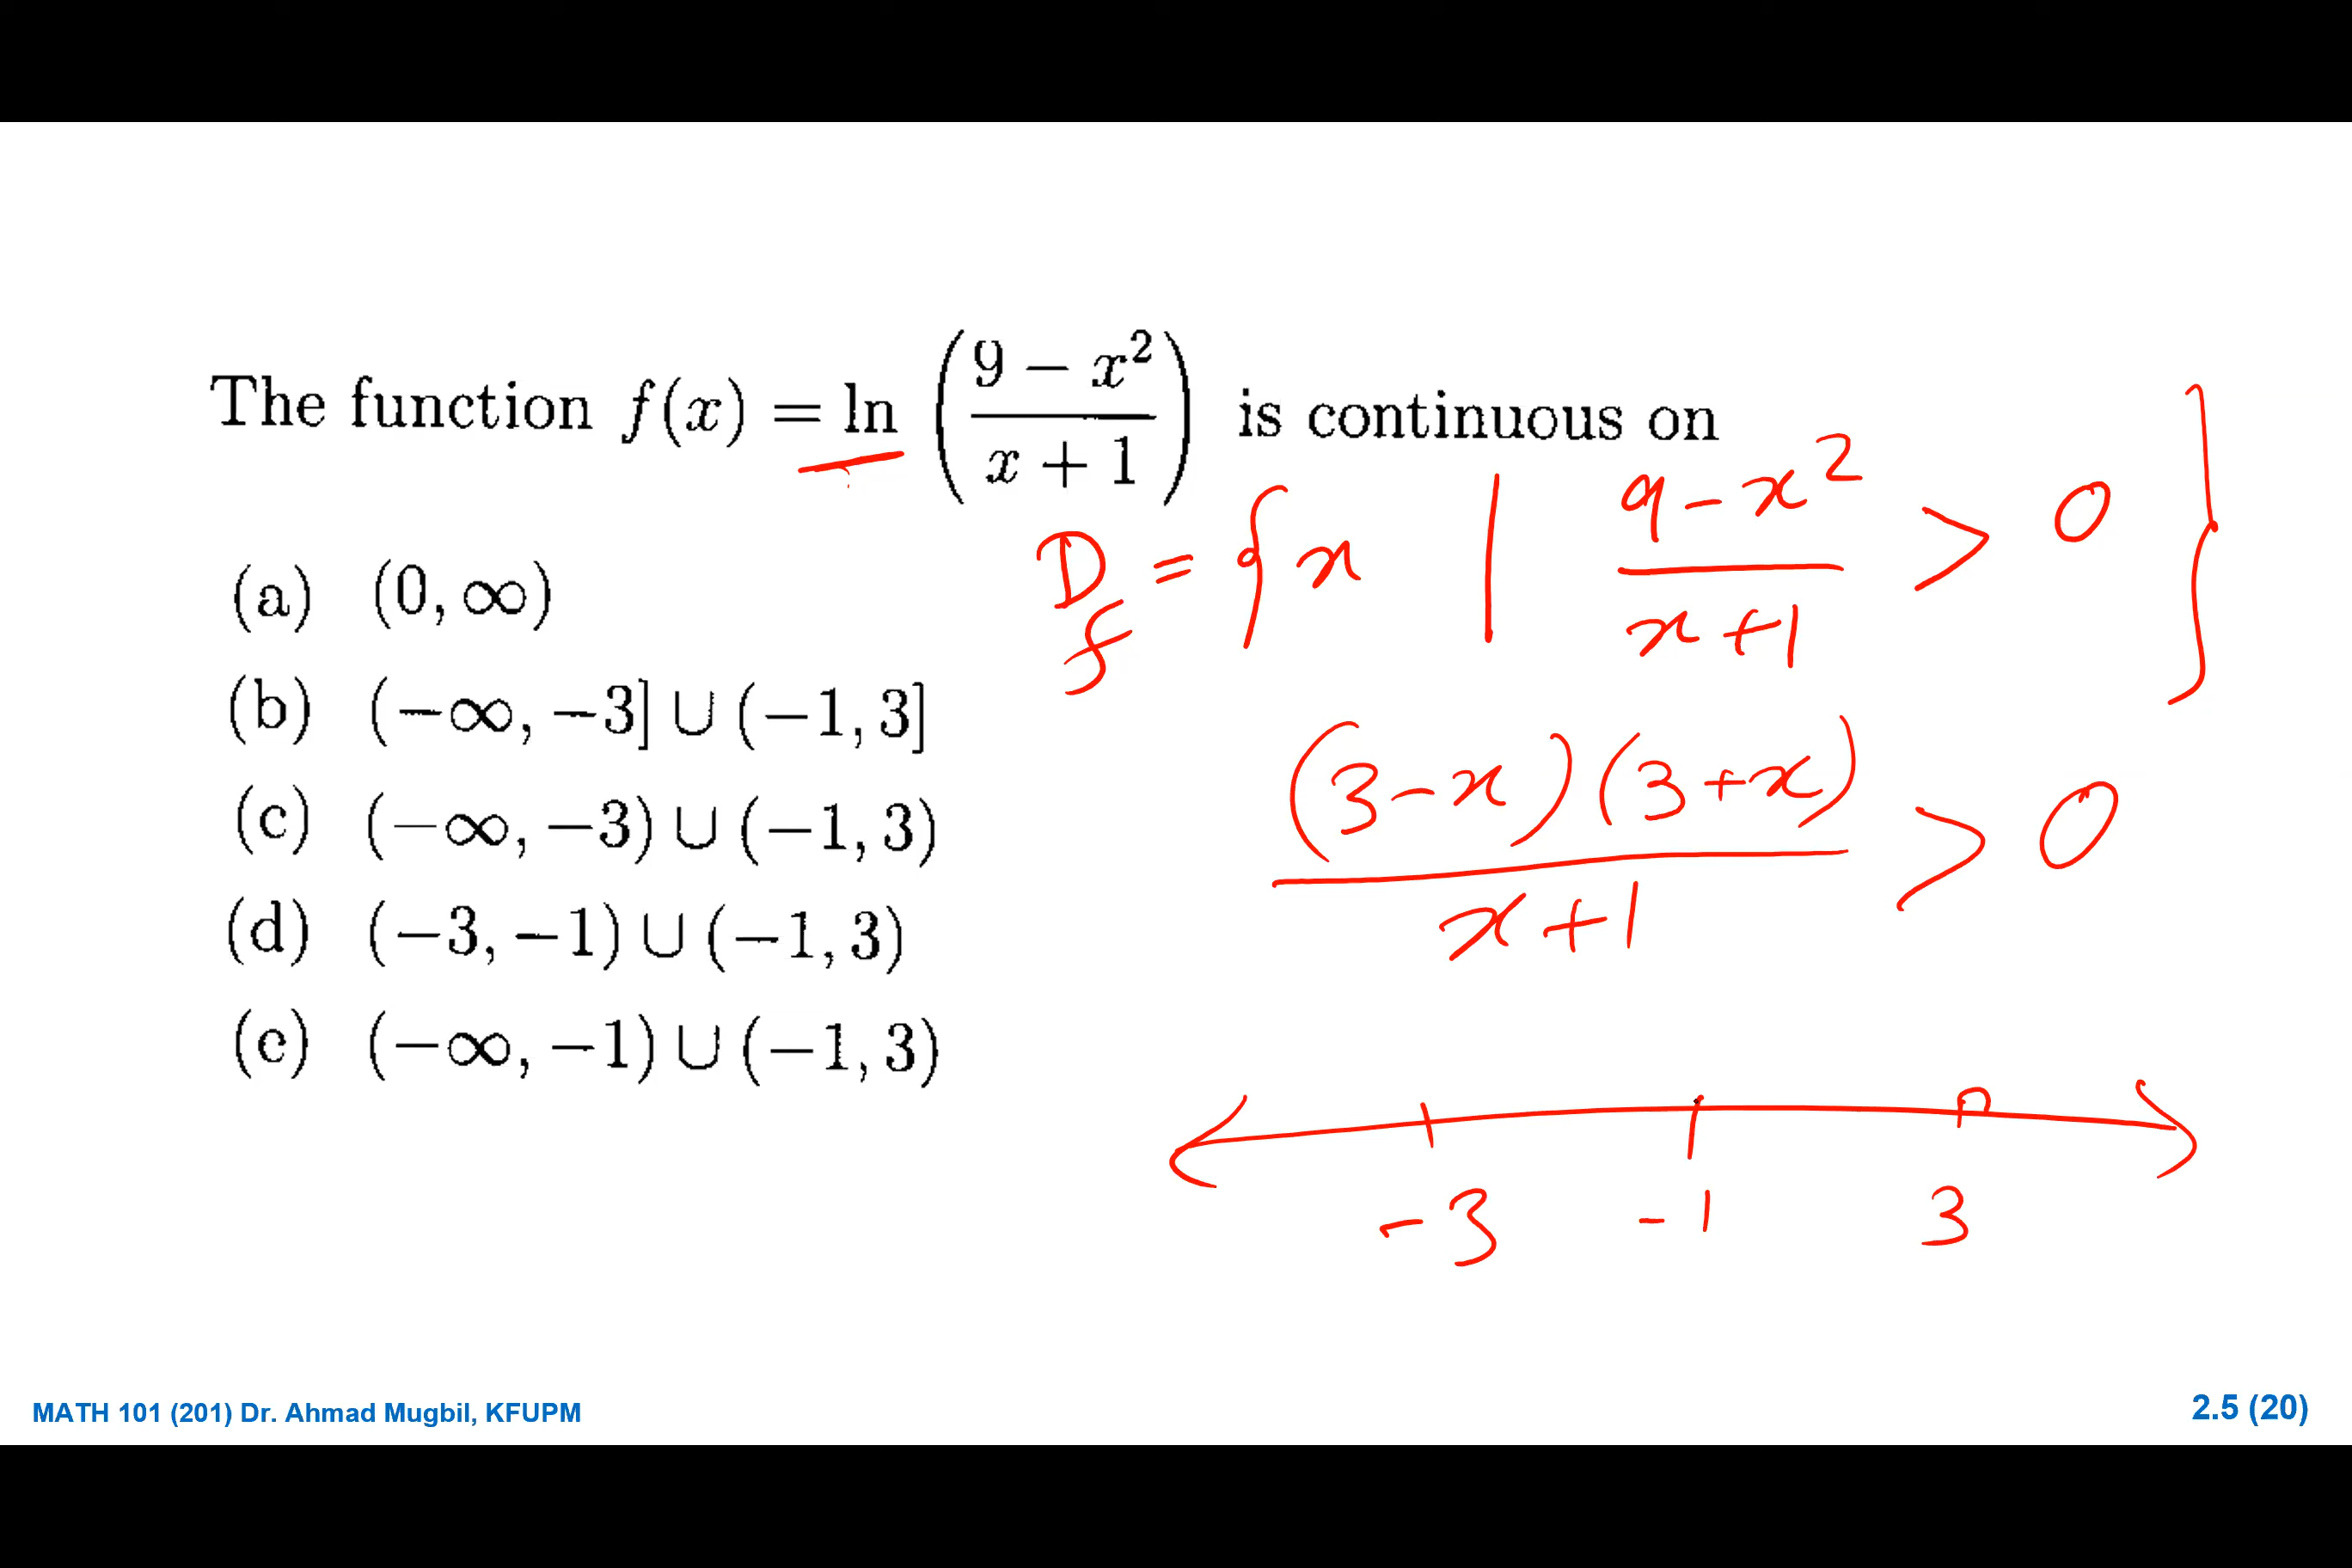 The function f(x) = ln ((9 − x²)/(x + 1)) is continuous on
D_f = {x | (9 − x²)/(x + 1) > 0}
(a) (0, ∞)
(b) (−∞, −3] ∪ (−1, 3]
(3 − x)(3 + x)/(x + 1) > 0
(c) (−∞, −3) ∪ (−1, 3)
(d) (−3, −1) ∪ (−1, 3)
(e) (−∞, −1) ∪ (−1, 3)
−3 −1 3
MATH 101 (201) Dr. Ahmad Mugbil, KFUPM
2.5 (20)